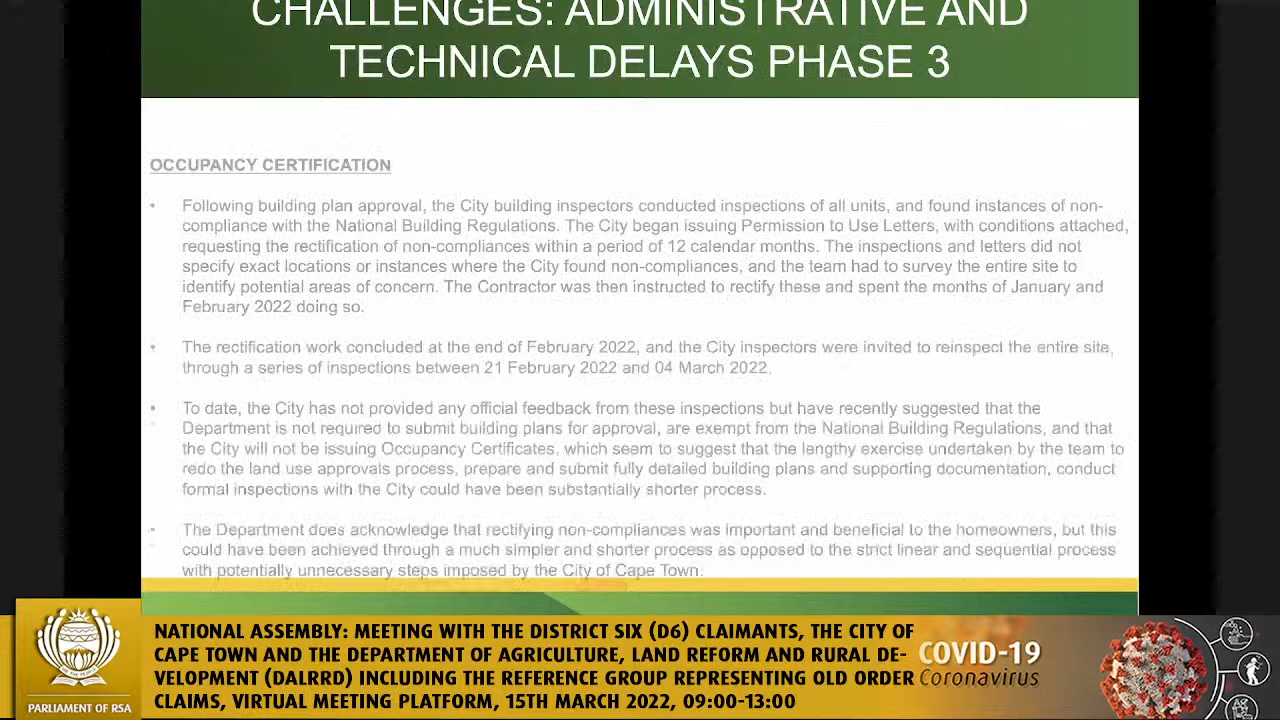 CHALLENGES: ADMINISTRATIVE AND
TECHNICAL DELAYS PHASE 3
OCCUPANCY CERTIFICATION
• Following building plan approval, the City building inspectors conducted inspections of all units, and found instances of non-
compliance with the National Building Regulations. The City began issuing Permission to Use Letters, with conditions attached,
requesting the rectification of non-compliances within a period of 12 calendar months. The inspections and letters did not
specify exact locations or instances where the City found non-compliances, and the team had to survey the entire site to
identify potential areas of concern. The Contractor was then instructed to rectify these and spent the months of January and
February 2022 doing so.
• The rectification work concluded at the end of February 2022, and the City inspectors were invited to reinspect the entire site,
through a series of inspections between 21 February 2022 and 04 March 2022.
• To date, the City has not provided any official feedback from these inspections but have recently suggested that the
Department is not required to submit building plans for approval, are exempt from the National Building Regulations, and that
the City will not be issuing Occupancy Certificates, which seem to suggest that the lengthy exercise undertaken by the team to
redo the land use approvals process, prepare and submit fully detailed building plans and supporting documentation, conduct
formal inspections with the City could have been substantially shorter process.
• The Department does acknowledge that rectifying non-compliances was important and beneficial to the homeowners, but this
could have been achieved through a much simpler and shorter process as opposed to the strict linear and sequential process
with potentially unnecessary steps imposed by the City of Cape Town.
NATIONAL ASSEMBLY: MEETING WITH THE DISTRICT SIX (D6) CLAIMANTS, THE CITY OF
CAPE TOWN AND THE DEPARTMENT OF AGRICULTURE, LAND REFORM AND RURAL DE-
VELOPMENT (DALRRD) INCLUDING THE REFERENCE GROUP REPRESENTING OLD ORDER
CLAIMS, VIRTUAL MEETING PLATFORM, 15TH MARCH 2022, 09:00-13:00
PARLIAMENT OF RSA
COVID-19
Coronavirus